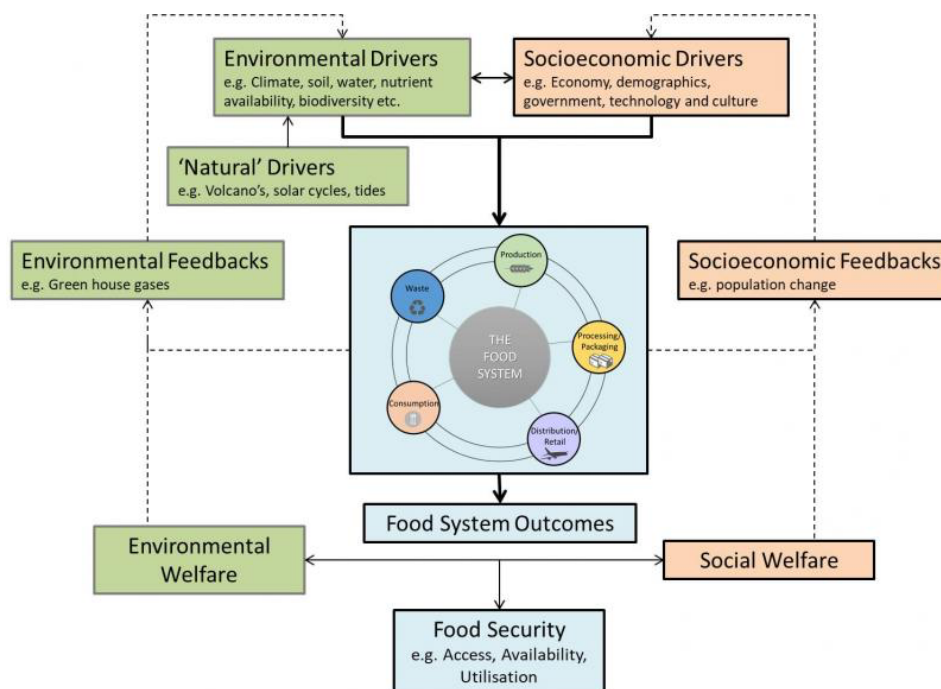 Environmental Drivers
e.g. Climate, soil, water, nutrient
availability, biodiversity etc.
Socioeconomic Drivers
e.g. Economy, demographics,
government, technology and culture
‘Natural’ Drivers
e.g. Volcano’s, solar cycles, tides
Environmental Feedbacks
e.g. Green house gases
Socioeconomic Feedbacks
e.g. population change
Production
Waste
Processing/
Packaging
THE
FOOD
SYSTEM
Consumption
Distribution/
Retail
Food System Outcomes
Environmental
Welfare
Social Welfare
Food Security
e.g. Access, Availability,
Utilisation